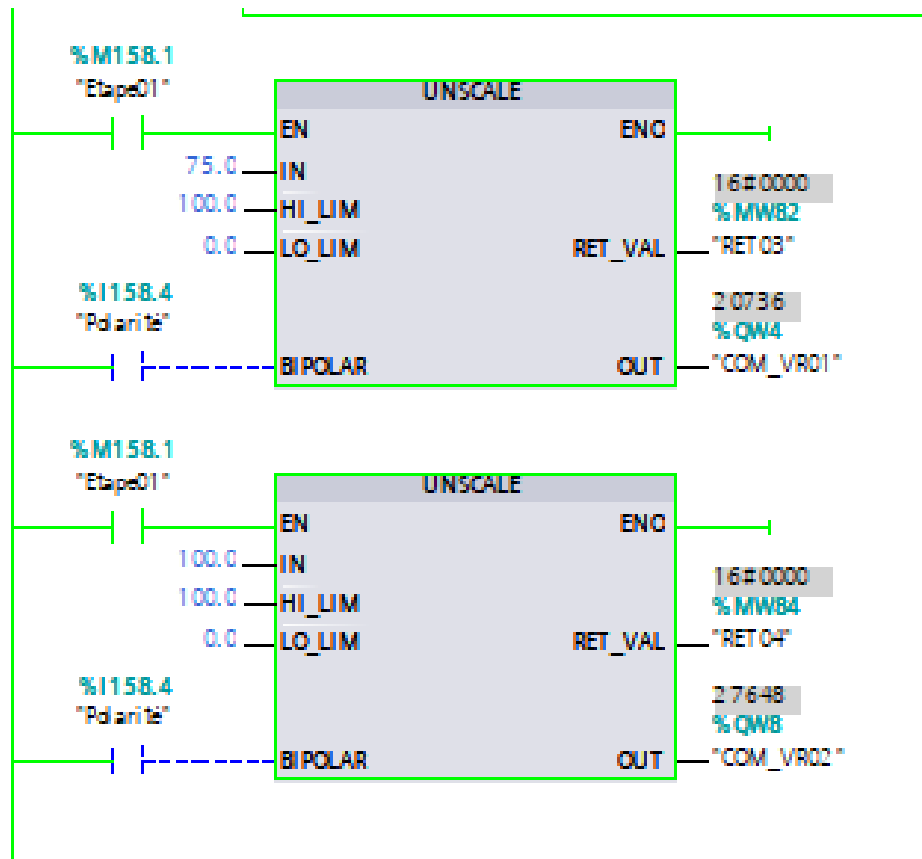 %M158.1
"Etape01"
UNSCALE
EN
ENO
75.0
IN
16#0000
100.0
HI_LIM
%MW82
0.0
LO_LIM
RET_VAL
"RET03"
%I158.4
"Polarité"
20736
%QW4
BIPOLAR
OUT
"COM_VR01"
%M158.1
"Etape01"
UNSCALE
EN
ENO
100.0
IN
16#0000
100.0
HI_LIM
%MW84
0.0
LO_LIM
RET_VAL
"RET04"
%I158.4
"Polarité"
27648
%QW8
BIPOLAR
OUT
"COM_VR02"